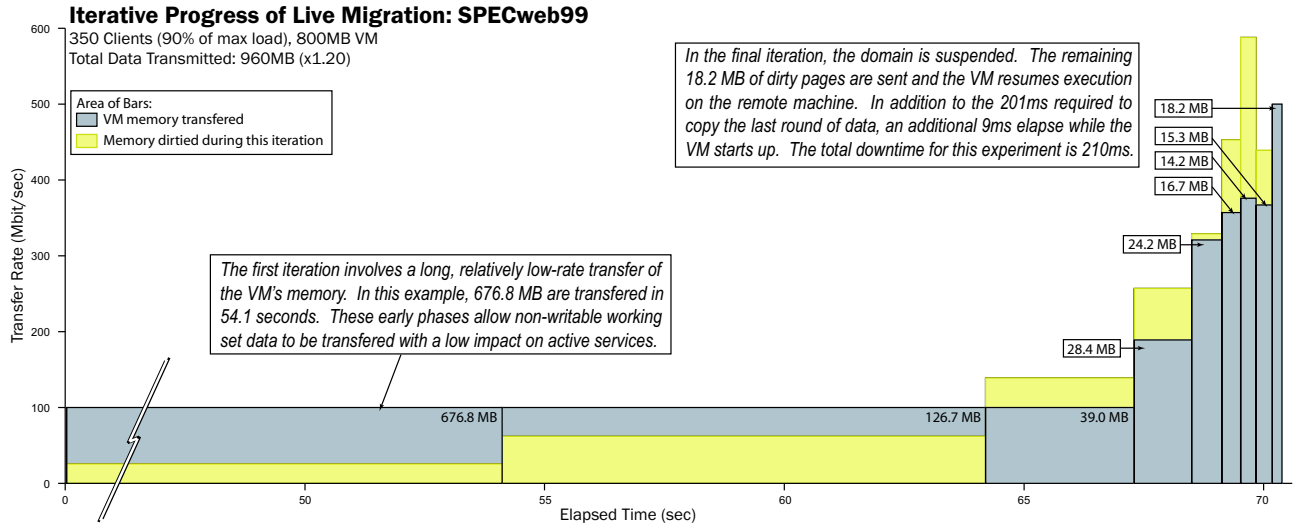 Iterative Progress of Live Migration: SPECweb99
350 Clients (90% of max load), 800MB VM
Total Data Transmitted: 960MB (x1.20)
Area of Bars:
VM memory transfered
Memory dirtied during this iteration
In the final iteration, the domain is suspended. The remaining
18.2 MB of dirty pages are sent and the VM resumes execution
on the remote machine. In addition to the 201ms required to
copy the last round of data, an additional 9ms elapse while the
VM starts up. The total downtime for this experiment is 210ms.
The first iteration involves a long, relatively low-rate transfer of
the VM's memory. In this example, 676.8 MB are transfered in
54.1 seconds. These early phases allow non-writable working
set data to be transfered with a low impact on active services.
18.2 MB
15.3 MB
14.2 MB
16.7 MB
24.2 MB
28.4 MB
676.8 MB
126.7 MB
39.0 MB
Transfer Rate (Mbit/sec)
600
500
400
300
200
100
0
0
50
55
60
65
70
Elapsed Time (sec)